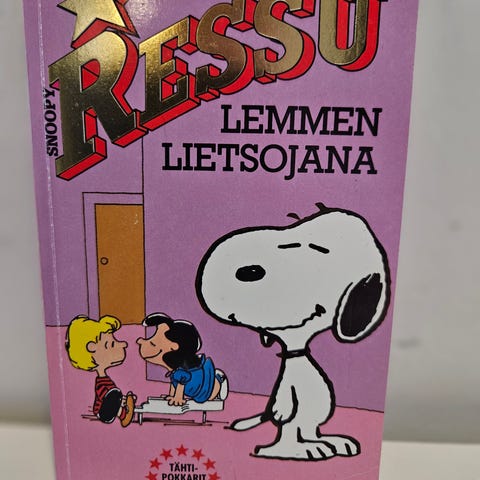 SNOOPY
RESSU
LEMMEN
LIETSOJANA
TÄHTI-
POKKARIT